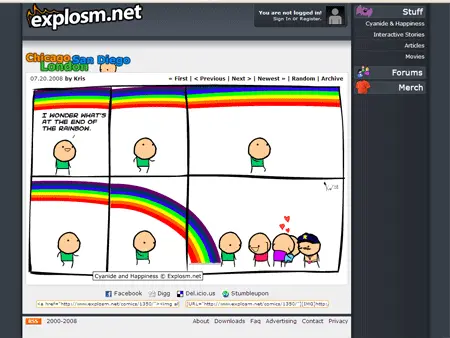 explosm.net
You are not logged in!
Sign In or Register.
Stuff
Cyanide & Happiness
Interactive Stories
Articles
Movies
Forums
Merch
Chicago San Diego
London
07.20.2008 by Kris
« First | < Previous | Next > | Newest » | Random | Archive
I WONDER WHAT'S
AT THE END OF
THE RAINBOW.
Cyanide and Happiness © Explosm.net
Facebook Digg Del.icio.us Stumbleupon
<a href="http://www.explosm.net/comics/1350/"><img al
[URL="http://www.explosm.net/comics/1350/"][IMG]http
RSS 2000-2008
About Downloads Faq Advertising Contact Privacy